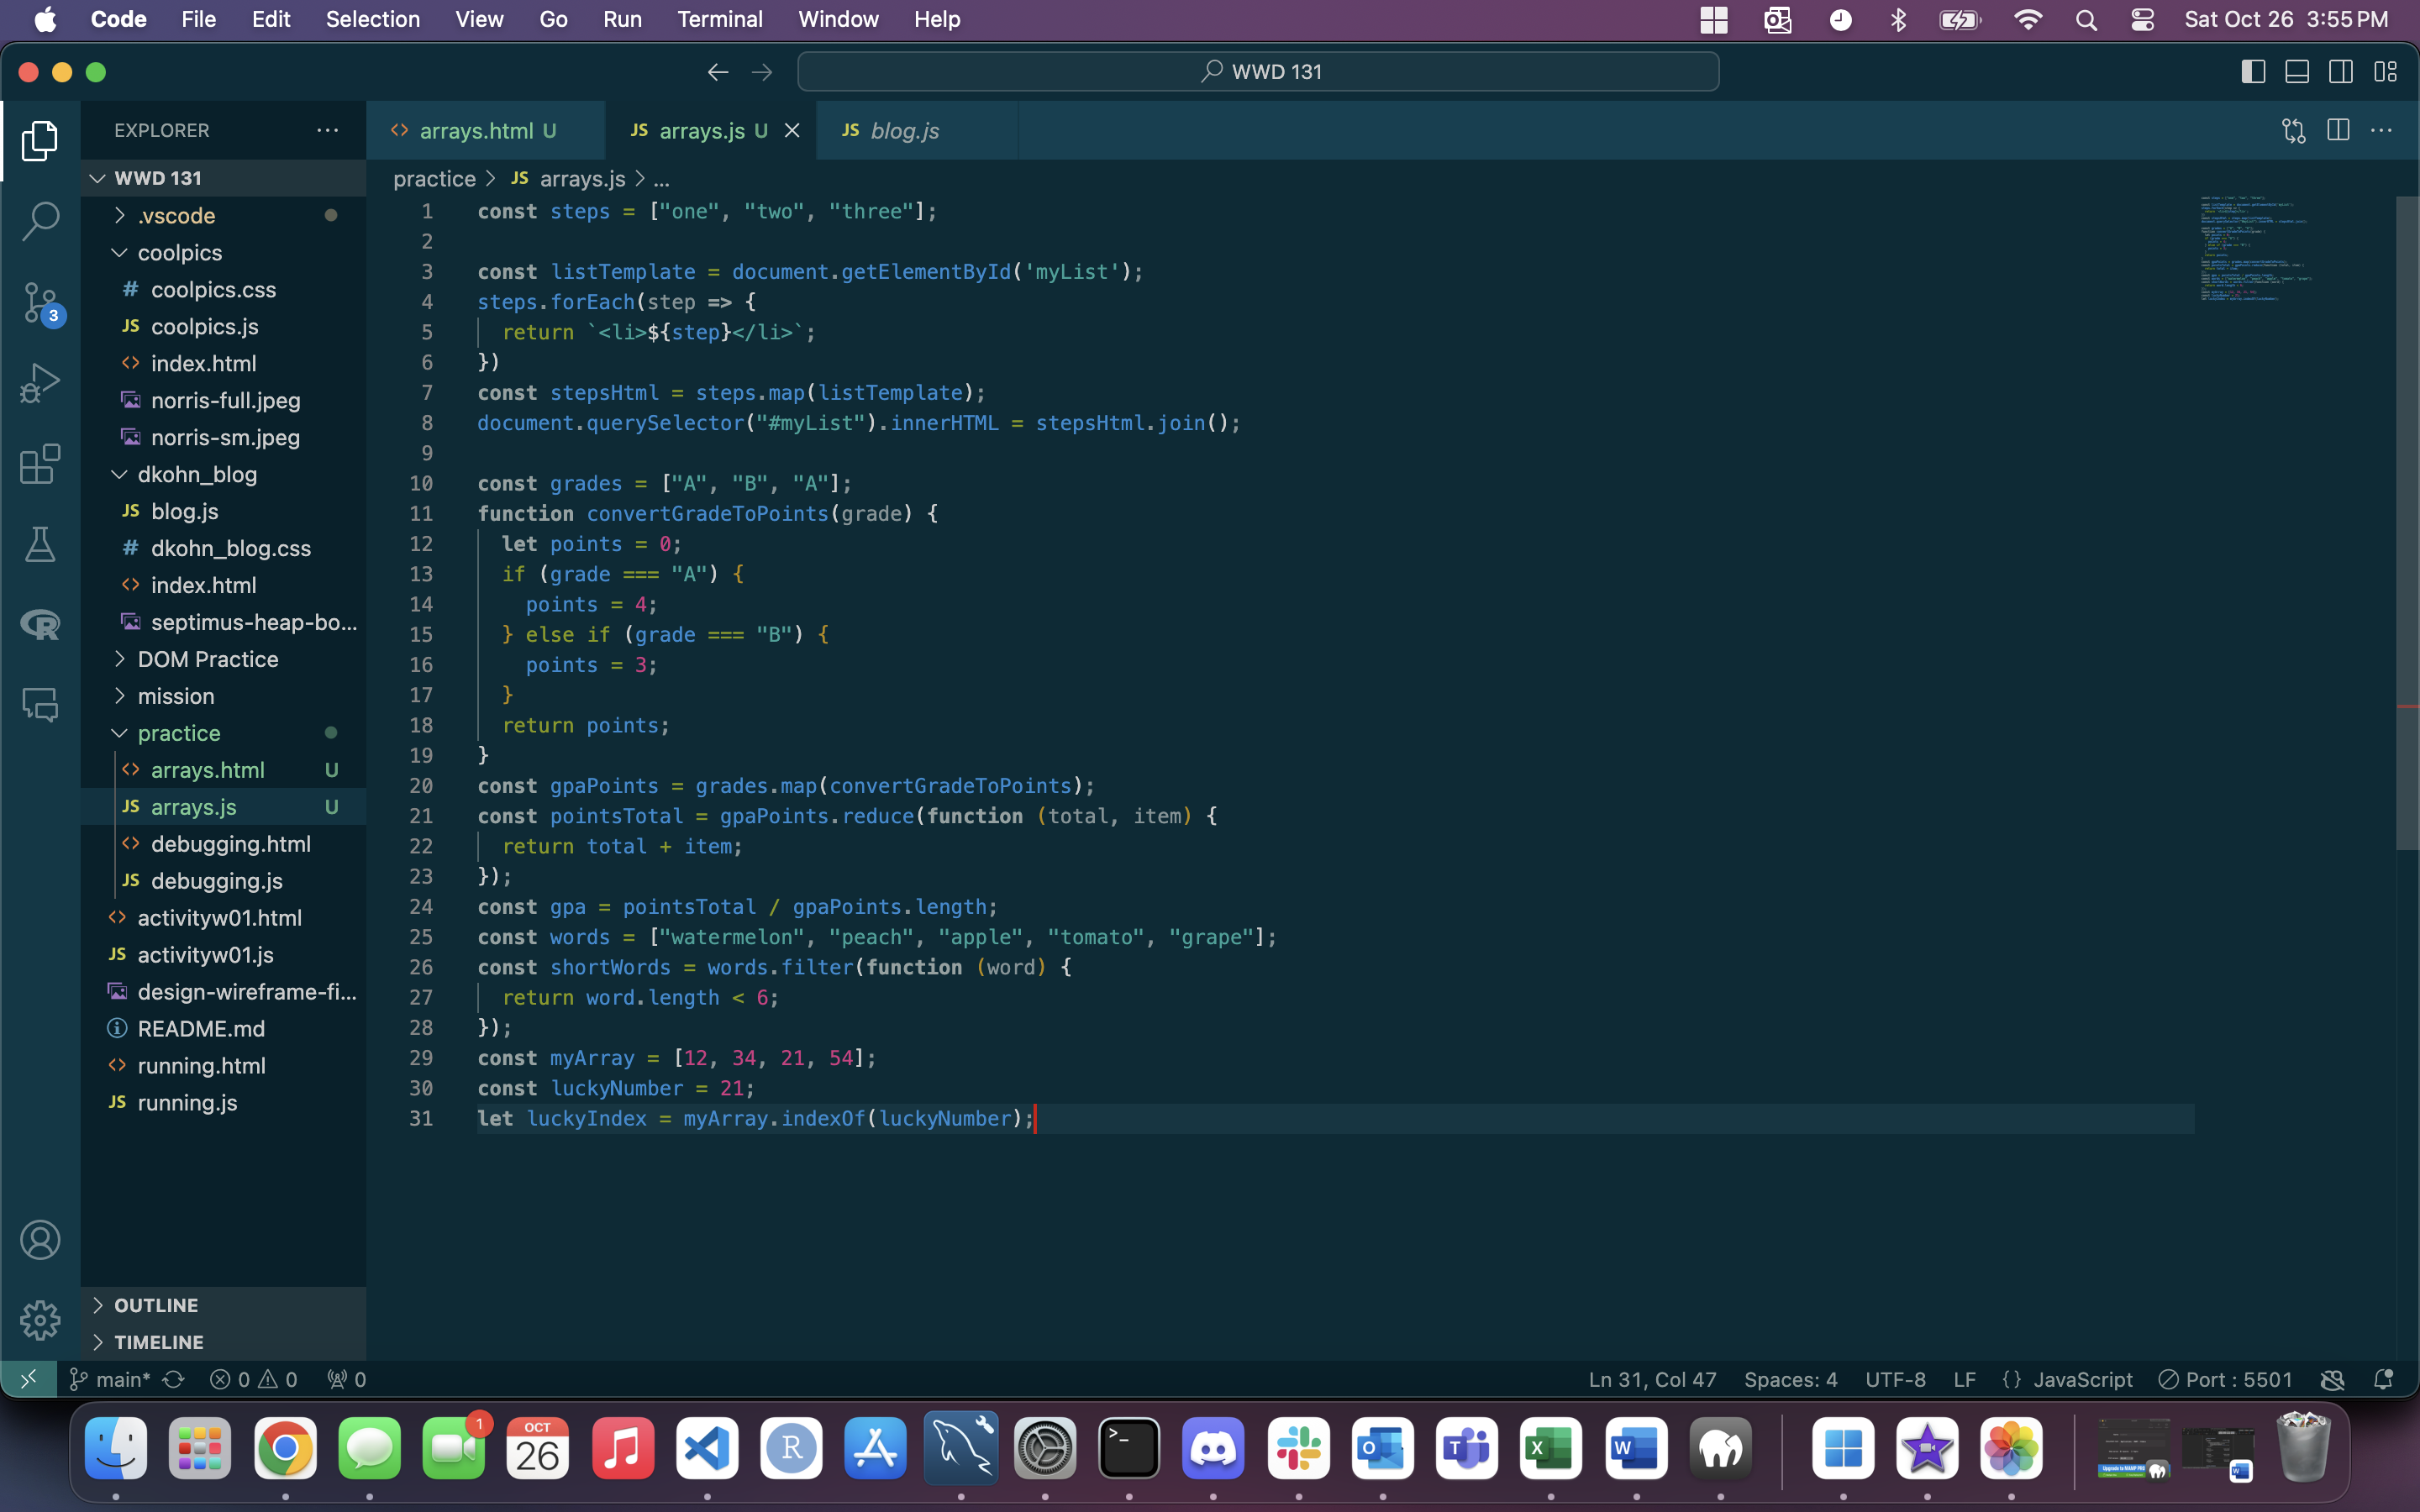 Code File Edit Selection View Go Run Terminal Window Help Sat Oct 26 3:55 PM
WWD 131
EXPLORER
arrays.html U
JS arrays.js U
JS blog.js
WWD 131
practice > JS arrays.js > ...
.vscode
coolpics
# coolpics.css
JS coolpics.js
index.html
norris-full.jpeg
norris-sm.jpeg
dkohn_blog
JS blog.js
# dkohn_blog.css
index.html
septimus-heap-bo...
DOM Practice
mission
practice
arrays.html U
JS arrays.js U
debugging.html
JS debugging.js
activityw01.html
JS activityw01.js
design-wireframe-fi...
README.md
running.html
JS running.js
OUTLINE
TIMELINE
3
1 const steps = ["one", "two", "three"];
2
3 const listTemplate = document.getElementById('myList');
4 steps.forEach(step => {
5 return `<li>${step}</li>`;
6 })
7 const stepsHtml = steps.map(listTemplate);
8 document.querySelector("#myList").innerHTML = stepsHtml.join();
9
10 const grades = ["A", "B", "A"];
11 function convertGradeToPoints(grade) {
12 let points = 0;
13 if (grade === "A") {
14 points = 4;
15 } else if (grade === "B") {
16 points = 3;
17 }
18 return points;
19 }
20 const gpaPoints = grades.map(convertGradeToPoints);
21 const pointsTotal = gpaPoints.reduce(function (total, item) {
22 return total + item;
23 });
24 const gpa = pointsTotal / gpaPoints.length;
25 const words = ["watermelon", "peach", "apple", "tomato", "grape"];
26 const shortWords = words.filter(function (word) {
27 return word.length < 6;
28 });
29 const myArray = [12, 34, 21, 54];
30 const luckyNumber = 21;
31 let luckyIndex = myArray.indexOf(luckyNumber);
main* 0 0 0 Ln 31, Col 47 Spaces: 4 UTF-8 LF {} JavaScript Port : 5501
1
OCT
26